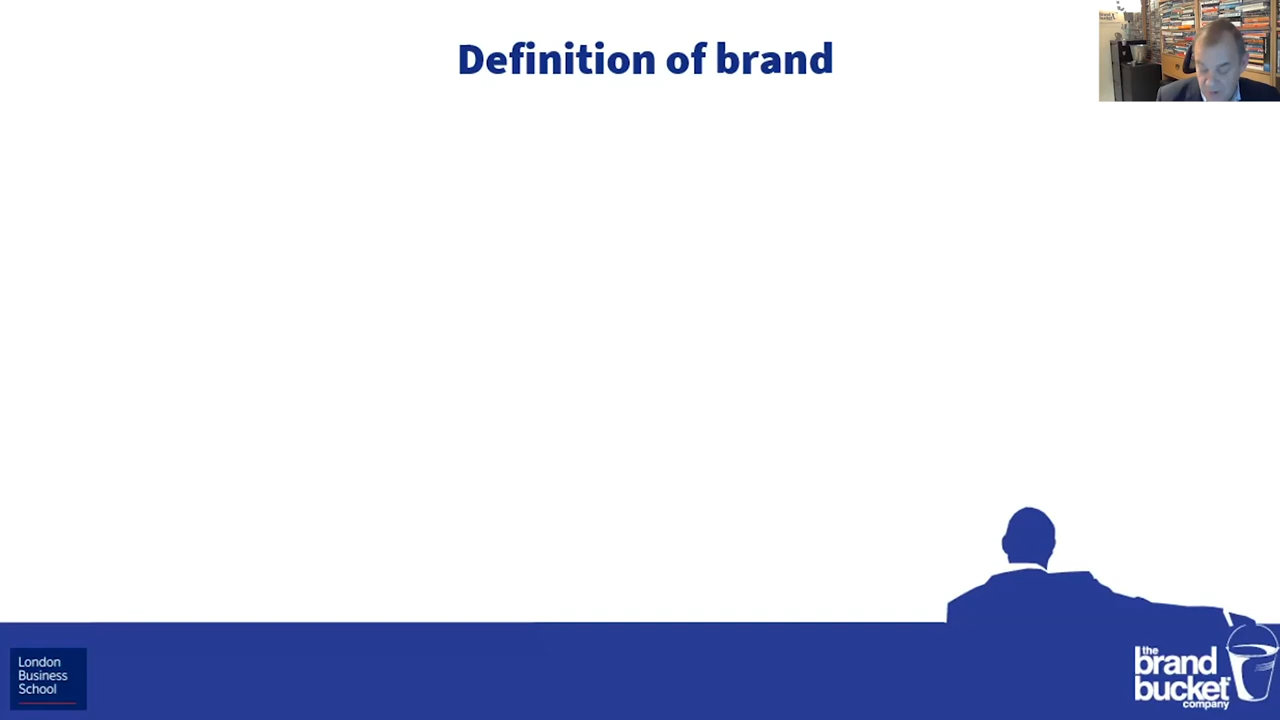 Definition of brand
London
Business
School
the
brand
bucket
company